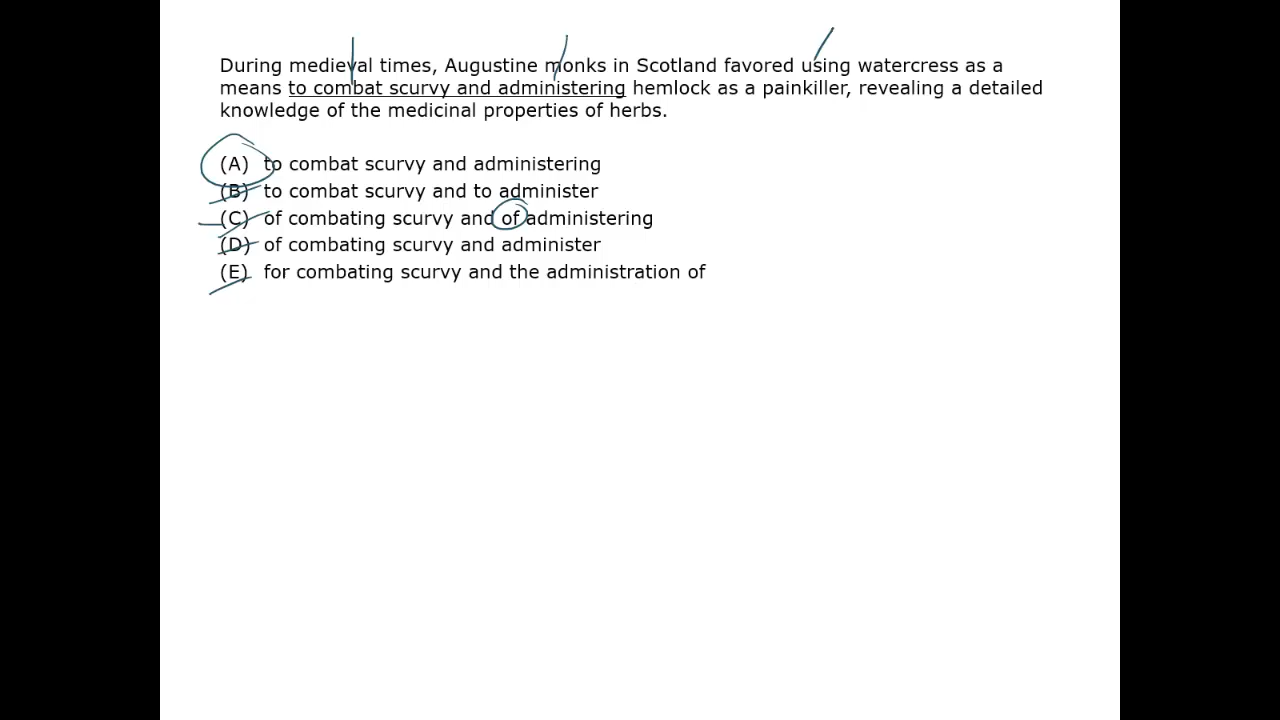 During medieval times, Augustine monks in Scotland favored using watercress as a
means to combat scurvy and administering hemlock as a painkiller, revealing a detailed
knowledge of the medicinal properties of herbs.
(A) to combat scurvy and administering
(B) to combat scurvy and to administer
(C) of combating scurvy and of administering
(D) of combating scurvy and administer
(E) for combating scurvy and the administration of